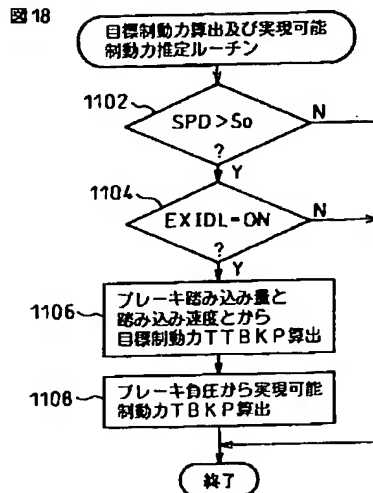 図18
目標制動力算出及び実現可能
制動力推定ルーチン
1102
SPD>So
?
N
Y
1104
EXIDL=ON
?
N
Y
1106
ブレーキ踏み込み量と
踏み込み速度とから
目標制動力TTBKP算出
1108
ブレーキ負圧から実現可能
制動力TBKP算出
終了